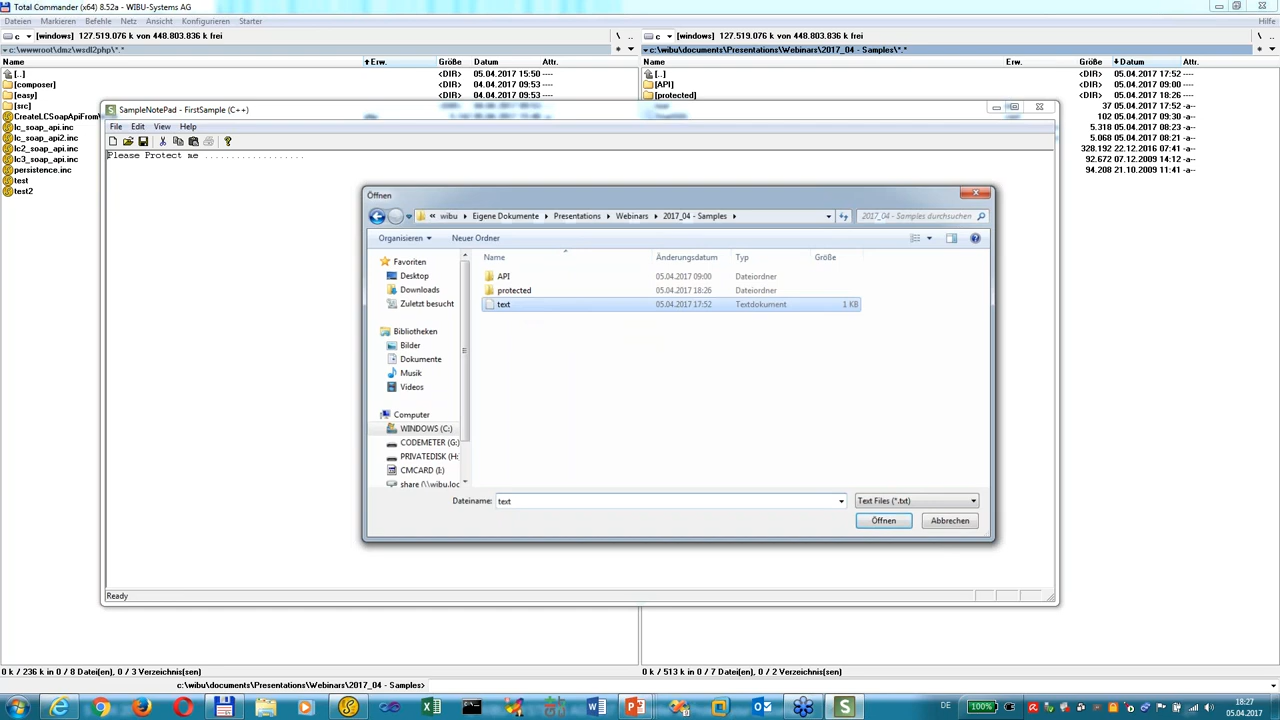 Total Commander (x64) 8.52a - WIBU-Systems AG
Dateien Markieren Befehle Netz Ansicht Konfigurieren Starter Hilfe
c [windows] 127.519.076 k von 448.803.836 k frei \ ..
c:\wwwroot\dmz\wsdl2php\*.* * ▼
Name ↑Erw. Größe Datum Attr.
[..] <DIR> 05.04.2017 15:50 ----
[composer] <DIR> 04.04.2017 09:53 ----
[easy] <DIR> 04.04.2017 09:53 ----
[src]
CreateLCSoapApiFrom
lc_soap_api.inc
lc_soap_api2.inc
lc2_soap_api.inc
lc3_soap_api.inc
persistence.inc
test
test2
0 k / 236 k in 0 / 8 Datei(en), 0 / 3 Verzeichnis(sen)
c [windows] 127.519.076 k von 448.803.836 k frei \ ..
c:\wibu\documents\Presentations\Webinars\2017_04 - Samples\*.* * ▼
Name Erw. Größe ↓Datum Attr.
[..] <DIR> 05.04.2017 17:52 ----
[API] <DIR> 05.04.2017 09:00 ----
[protected] <DIR> 05.04.2017 18:26 ----
37 05.04.2017 17:52 -a--
102 05.04.2017 09:30 -a--
5.318 05.04.2017 08:23 -a--
5.068 05.04.2017 08:21 -a--
328.192 22.12.2016 07:41 -a--
92.672 07.12.2009 14:12 -a--
94.208 21.10.2009 11:41 -a--
0 k / 513 k in 0 / 7 Datei(en), 0 / 2 Verzeichnis(sen)
c:\wibu\documents\Presentations\Webinars\2017_04 - Samples>
S SampleNotePad - FirstSample (C++)
File Edit View Help
Please Protect me ...................
Ready
Öffnen
« wibu ▸ Eigene Dokumente ▸ Presentations ▸ Webinars ▸ 2017_04 - Samples ▸
2017_04 - Samples durchsuchen
Organisieren ▼ Neuer Ordner
Favoriten
Desktop
Downloads
Zuletzt besucht
Bibliotheken
Bilder
Dokumente
Musik
Videos
Computer
WINDOWS (C:)
CODEMETER (G:)
PRIVATEDISK (H:
CMCARD (I:)
share (\\wibu.loc
Name Änderungsdatum Typ Größe
API 05.04.2017 09:00 Dateiordner
protected 05.04.2017 18:26 Dateiordner
text 05.04.2017 17:52 Textdokument 1 KB
Dateiname: text Text Files (*.txt)
Öffnen Abbrechen
DE 100% 18:27
05.04.2017